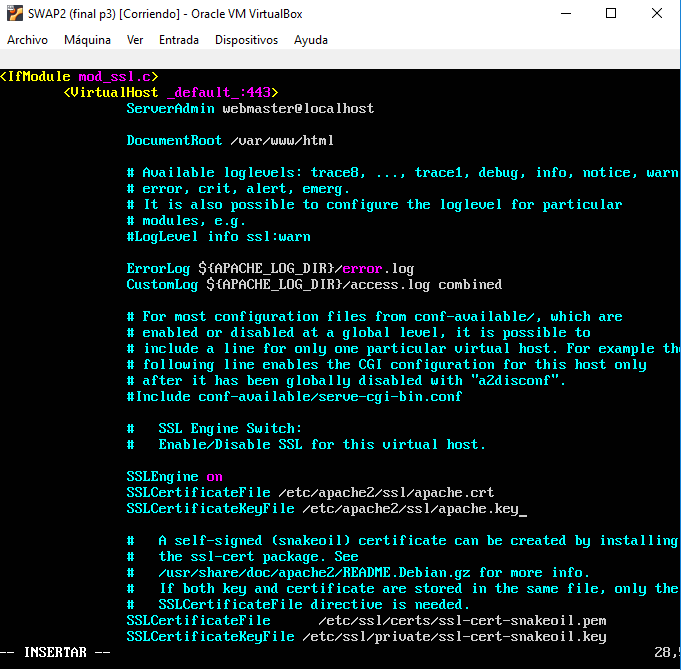 SWAP2 (final p3) [Corriendo] - Oracle VM VirtualBox
Archivo Máquina Ver Entrada Dispositivos Ayuda
<IfModule mod_ssl.c>
<VirtualHost _default_:443>
ServerAdmin webmaster@localhost
DocumentRoot /var/www/html
# Available loglevels: trace8, ..., trace1, debug, info, notice, warn
# error, crit, alert, emerg.
# It is also possible to configure the loglevel for particular
# modules, e.g.
#LogLevel info ssl:warn
ErrorLog ${APACHE_LOG_DIR}/error.log
CustomLog ${APACHE_LOG_DIR}/access.log combined
# For most configuration files from conf-available/, which are
# enabled or disabled at a global level, it is possible to
# include a line for only one particular virtual host. For example the
# following line enables the CGI configuration for this host only
# after it has been globally disabled with "a2disconf".
#Include conf-available/serve-cgi-bin.conf
#   SSL Engine Switch:
#   Enable/Disable SSL for this virtual host.
SSLEngine on
SSLCertificateFile /etc/apache2/ssl/apache.crt
SSLCertificateKeyFile /etc/apache2/ssl/apache.key_
#   A self-signed (snakeoil) certificate can be created by installing
#   the ssl-cert package. See
#   /usr/share/doc/apache2/README.Debian.gz for more info.
#   If both key and certificate are stored in the same file, only the
#   SSLCertificateFile directive is needed.
SSLCertificateFile      /etc/ssl/certs/ssl-cert-snakeoil.pem
SSLCertificateKeyFile /etc/ssl/private/ssl-cert-snakeoil.key
-- INSERTAR -- 28,